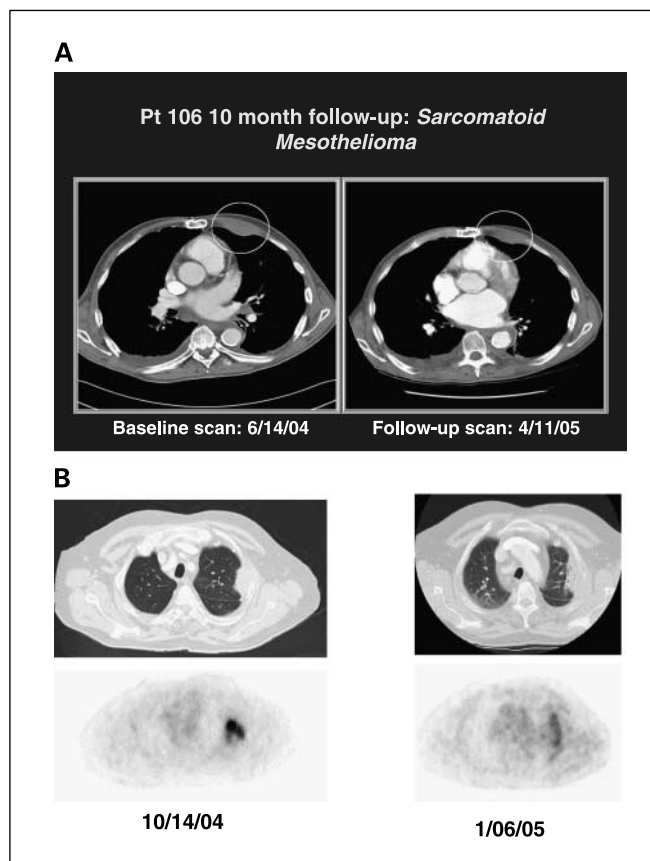 A
Pt 106 10 month follow-up: Sarcomatoid
Mesothelioma
Baseline scan: 6/14/04
Follow-up scan: 4/11/05
B
10/14/04
1/06/05